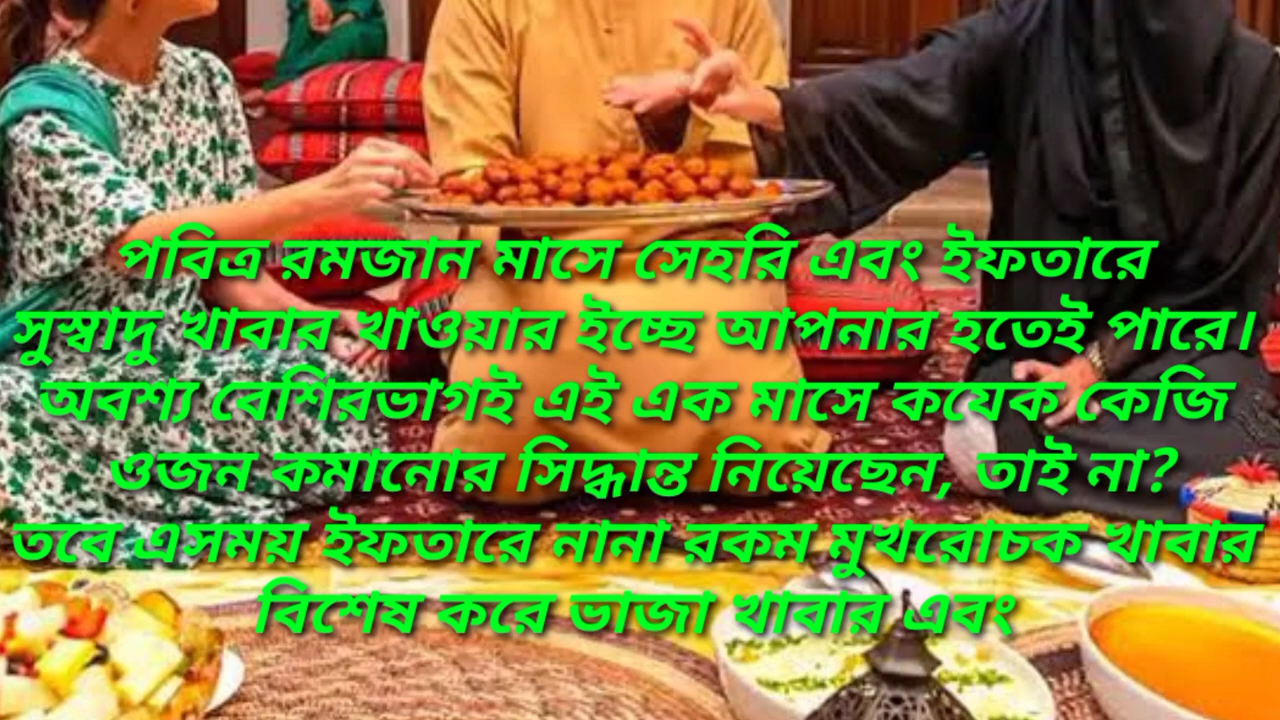 পবিত্র রমজান মাসে সেহরি এবং ইফতারে
সুস্বাদু খাবার খাওয়ার ইচ্ছে আপনার হতেই পারে।
অবশ্য বেশিরভাগই এই এক মাসে কযেক কেজি
ওজন কমানোর সিদ্ধান্ত নিয়েছেন, তাই না?
তবে এসময় ইফতারে নানা রকম মুখরোচক খাবার
বিশেষ করে ভাজা খাবার এবং